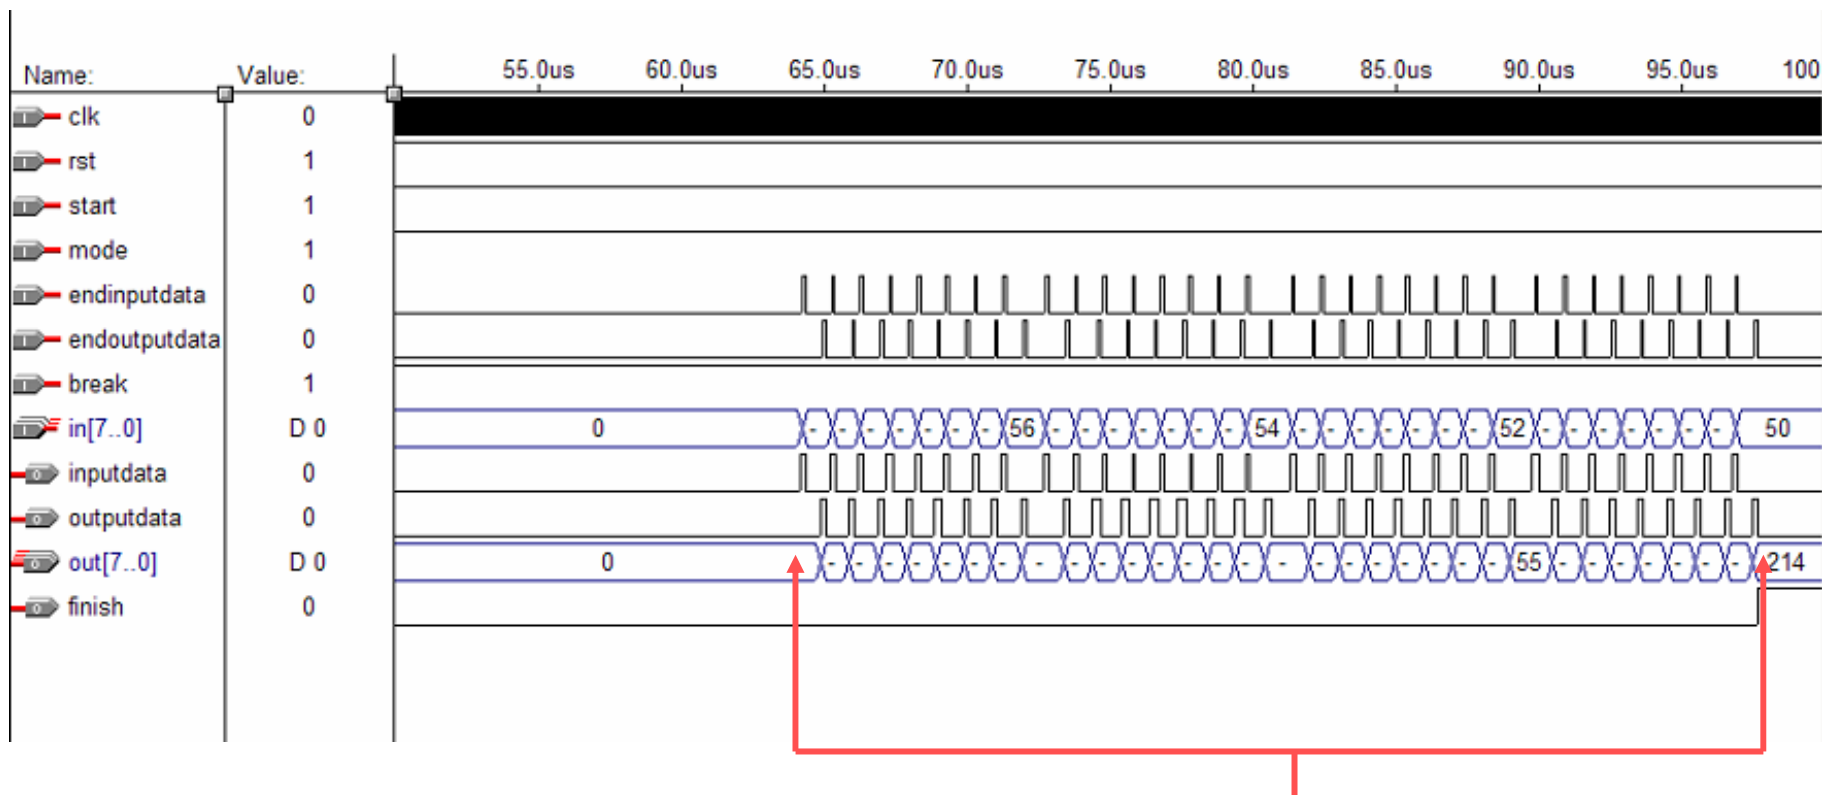 Name: Value: 55.0us 60.0us 65.0us 70.0us 75.0us 80.0us 85.0us 90.0us 95.0us 100
clk 0
rst 1
start 1
mode 1
endinputdata 0
endoutputdata 0
break 1
in[7..0] D 0 0 - - - - - - - 56 - - - - - - - 54 - - - - - - - 52 - - - - - - - 50
inputdata 0
outputdata 0
out[7..0] D 0 0 - - - - - - - - - - - - - - - - - - - - - - - 55 - - - - - - - 214
finish 0